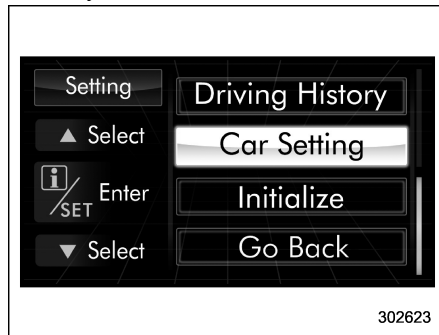 Setting
Driving History
▲ Select
Car Setting
i/SET Enter
Initialize
▼ Select
Go Back
302623